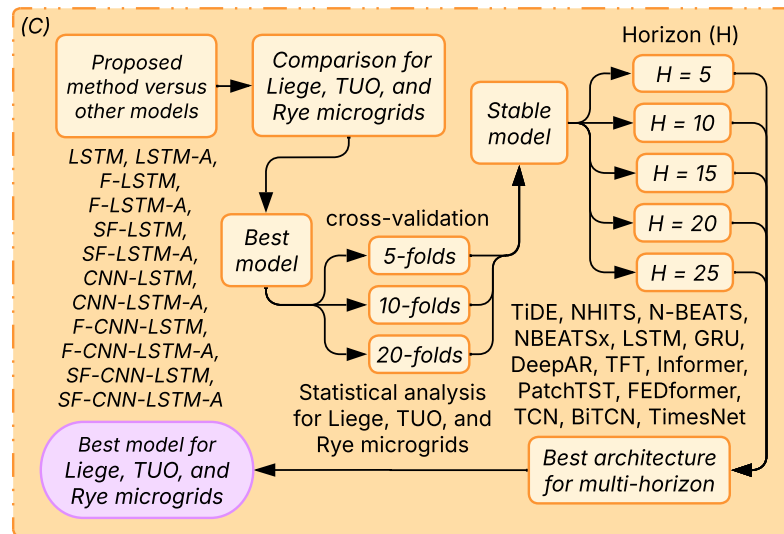 (C)
Proposed
method versus
other models
Comparison for
Liege, TUO, and
Rye microgrids
LSTM, LSTM-A,
F-LSTM,
F-LSTM-A,
SF-LSTM,
SF-LSTM-A,
CNN-LSTM,
CNN-LSTM-A,
F-CNN-LSTM,
F-CNN-LSTM-A,
SF-CNN-LSTM,
SF-CNN-LSTM-A
Best
model
cross-validation
5-folds
10-folds
20-folds
Statistical analysis
for Liege, TUO, and
Rye microgrids
Stable
model
Horizon (H)
H = 5
H = 10
H = 15
H = 20
H = 25
TiDE, NHITS, N-BEATS,
NBEATSx, LSTM, GRU,
DeepAR, TFT, Informer,
PatchTST, FEDformer,
TCN, BiTCN, TimesNet
Best architecture
for multi-horizon
Best model for
Liege, TUO, and
Rye microgrids